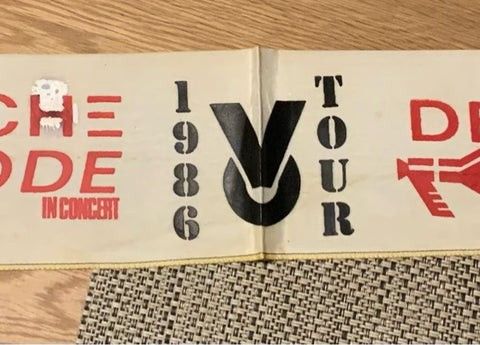 CHE
ODE
IN CONCERT
1986
TOUR
DE